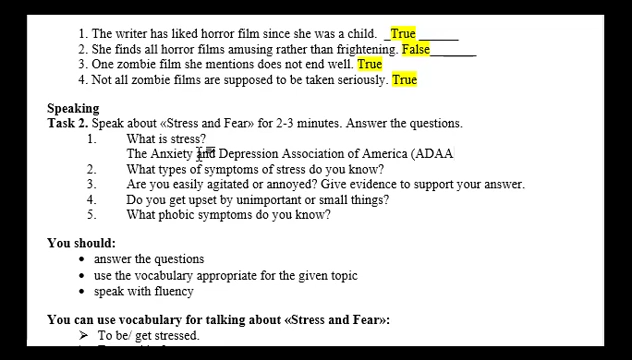 1. The writer has liked horror film since she was a child. _True______
2. She finds all horror films amusing rather than frightening. False_______
3. One zombie film she mentions does not end well. True
4. Not all zombie films are supposed to be taken seriously. True
Speaking
Task 2. Speak about «Stress and Fear» for 2-3 minutes. Answer the questions.
1. What is stress?
The Anxiety and Depression Association of America (ADAA
2. What types of symptoms of stress do you know?
3. Are you easily agitated or annoyed? Give evidence to support your answer.
4. Do you get upset by unimportant or small things?
5. What phobic symptoms do you know?
You should:
• answer the questions
• use the vocabulary appropriate for the given topic
• speak with fluency
You can use vocabulary for talking about «Stress and Fear»:
➢ To be/ get stressed.